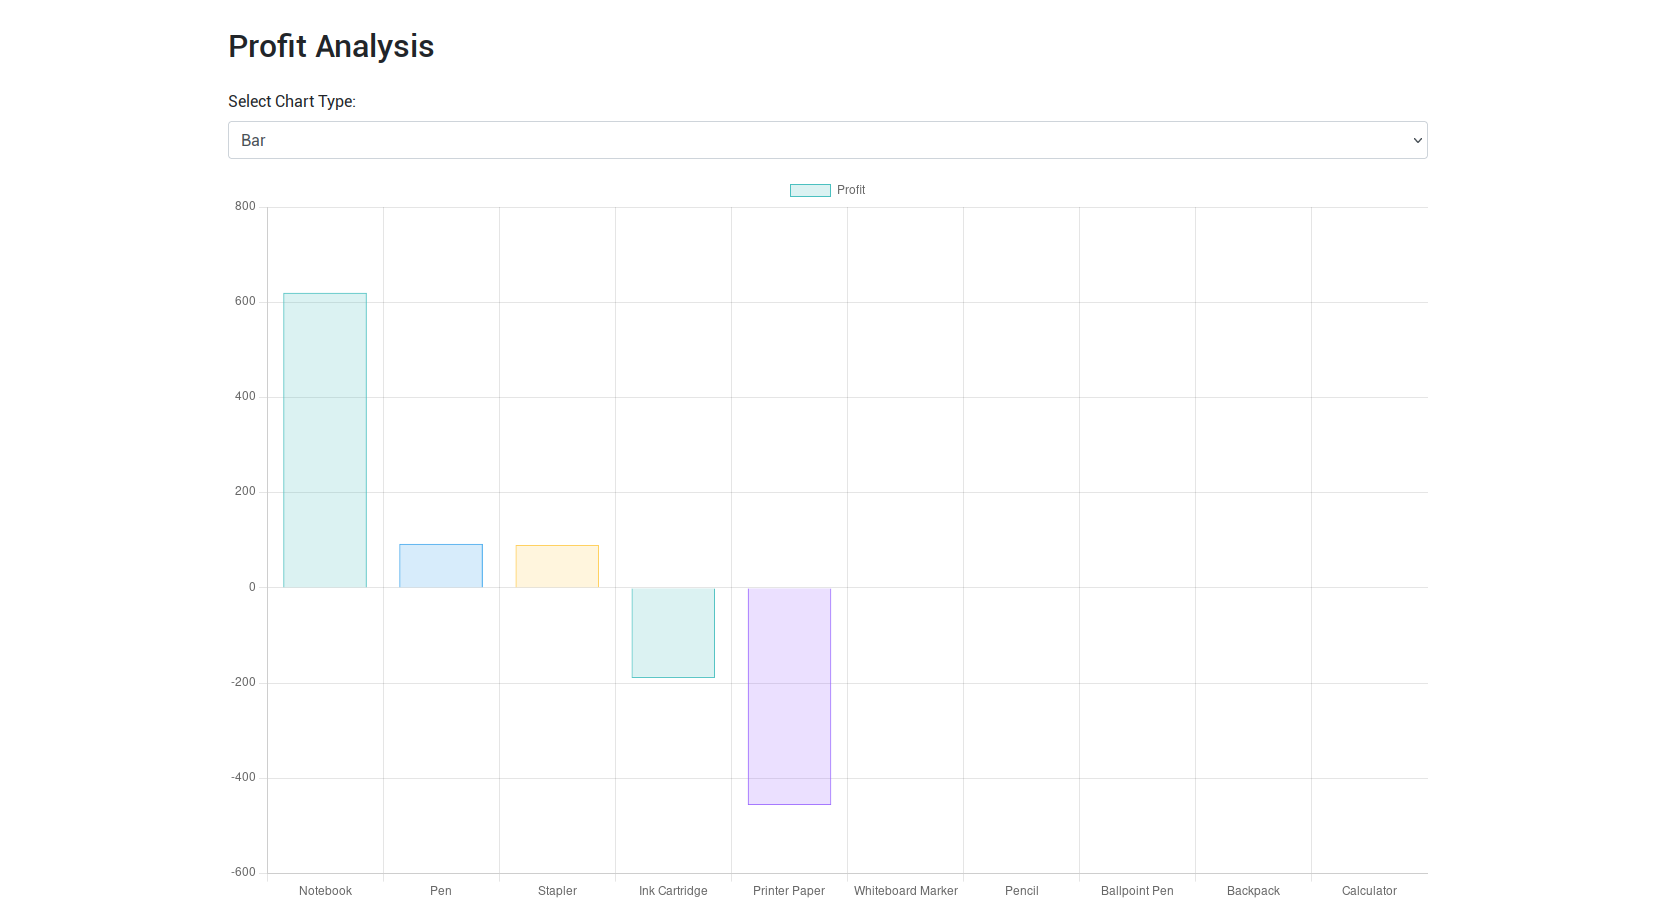 Profit Analysis
Select Chart Type:
Bar
Profit
800
600
400
200
0
-200
-400
-600
Notebook Pen Stapler Ink Cartridge Printer Paper Whiteboard Marker Pencil Ballpoint Pen Backpack Calculator